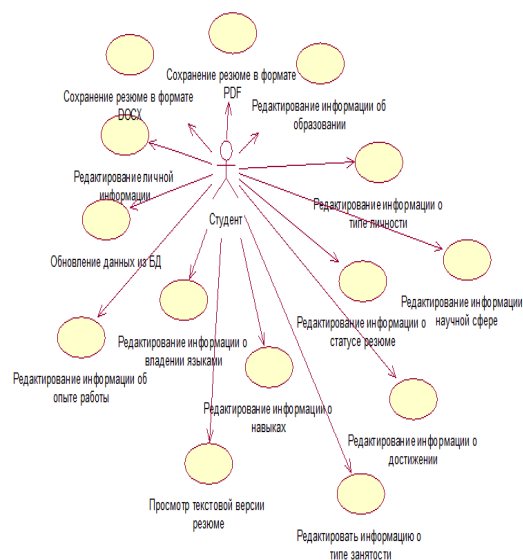 Сохранение резюме в формате
PDF
Сохранение резюме в формате
DOCX
Редактирование информации об
образовании
Редактирование личной
информации
Редактирование информации о
типе личности
Студент
Обновление данных из БД
Редактирование информации
научной сфере
Редактирование информации о
статусе резюме
Редактирование информации о
владении языками
Редактирование информации об
опыте работы
Редактирование информации о
навыках
Редактирование информации о
достижении
Просмотр текстовой версии
резюме
Редактировать информацию о
типе занятости